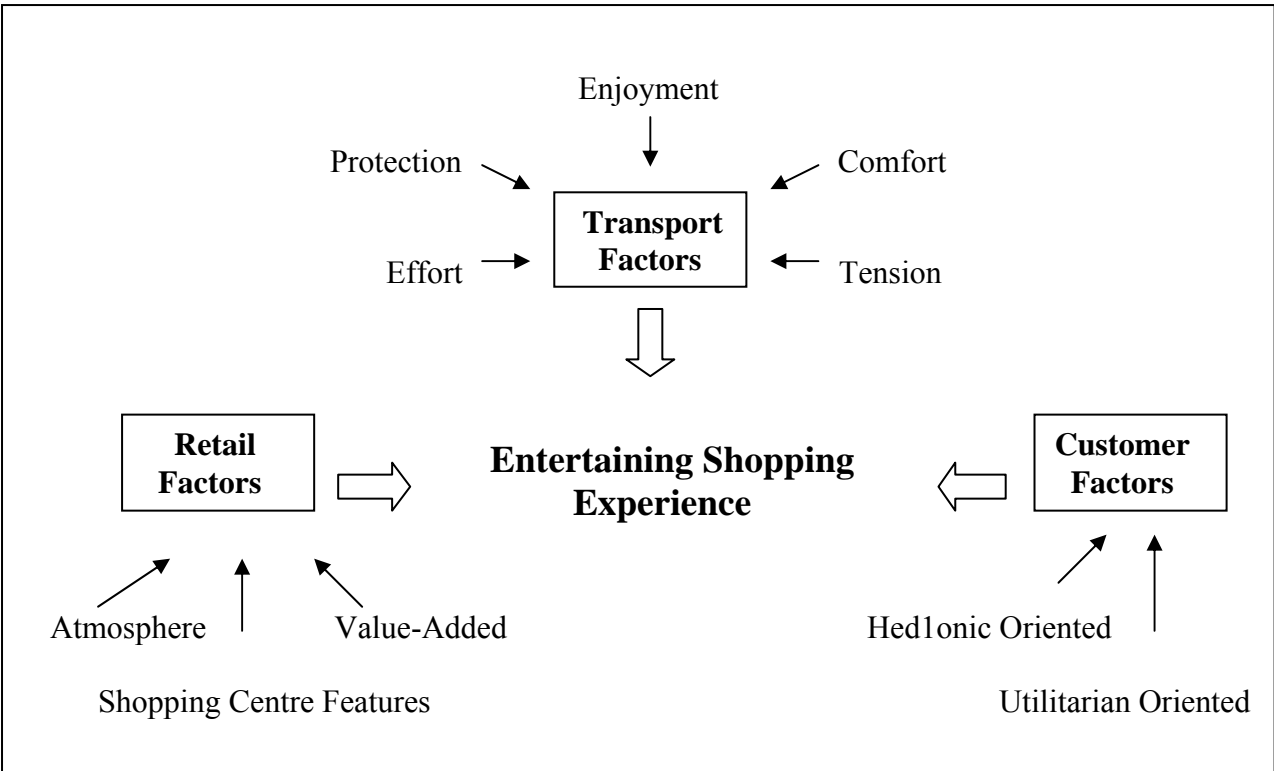 Enjoyment
Protection
Comfort
Transport
Factors
Effort
Tension
Retail
Factors
Entertaining Shopping
Experience
Customer
Factors
Atmosphere
Value-Added
Hed1onic Oriented
Shopping Centre Features
Utilitarian Oriented